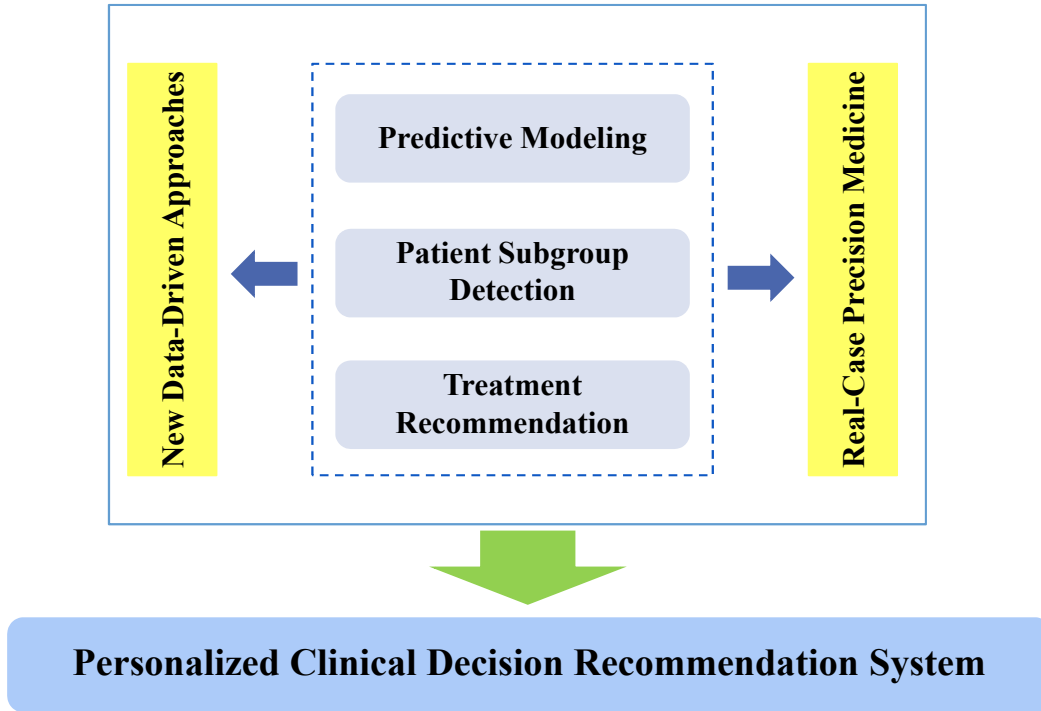 New Data-Driven Approaches
Predictive Modeling
Patient Subgroup
Detection
Treatment
Recommendation
Real-Case Precision Medicine
Personalized Clinical Decision Recommendation System